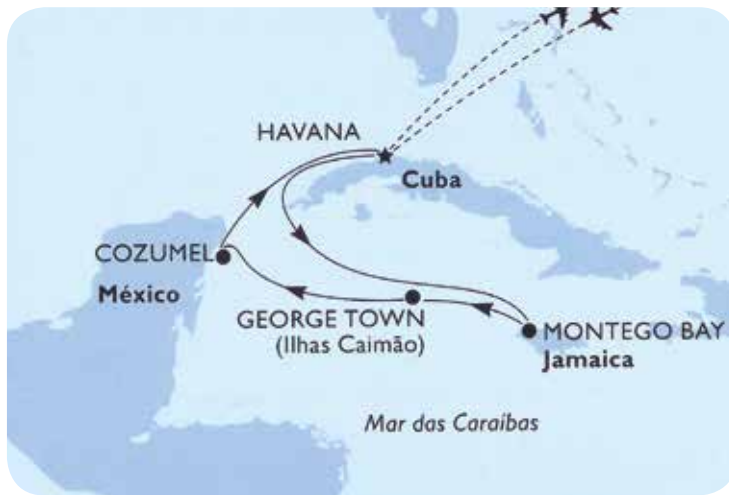 HAVANA
Cuba
COZUMEL
México
GEORGE TOWN
(Ilhas Caimão)
MONTEGO BAY
Jamaica
Mar das Caraíbas